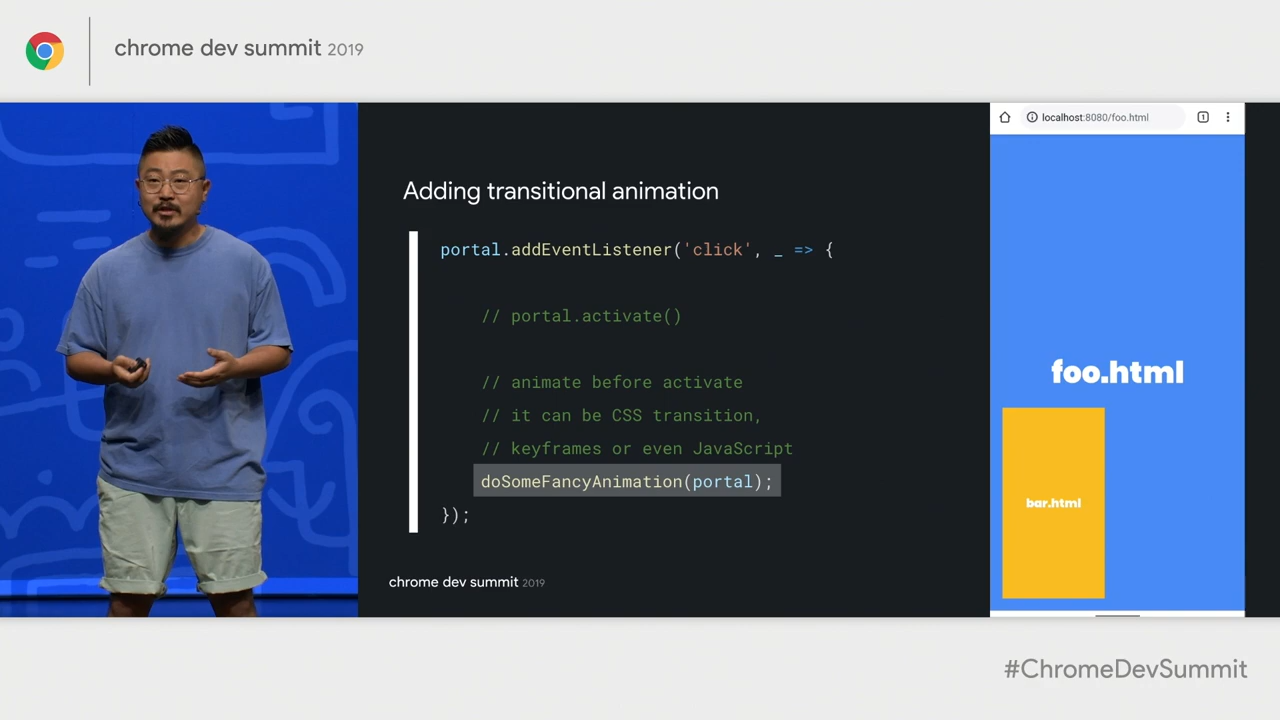 chrome dev summit 2019
Adding transitional animation
portal.addEventListener('click', _ => {
// portal.activate()
// animate before activate
// it can be CSS transition,
// keyframes or even JavaScript
doSomeFancyAnimation(portal);
});
chrome dev summit 2019
localhost:8080/foo.html
1
foo.html
bar.html
#ChromeDevSummit